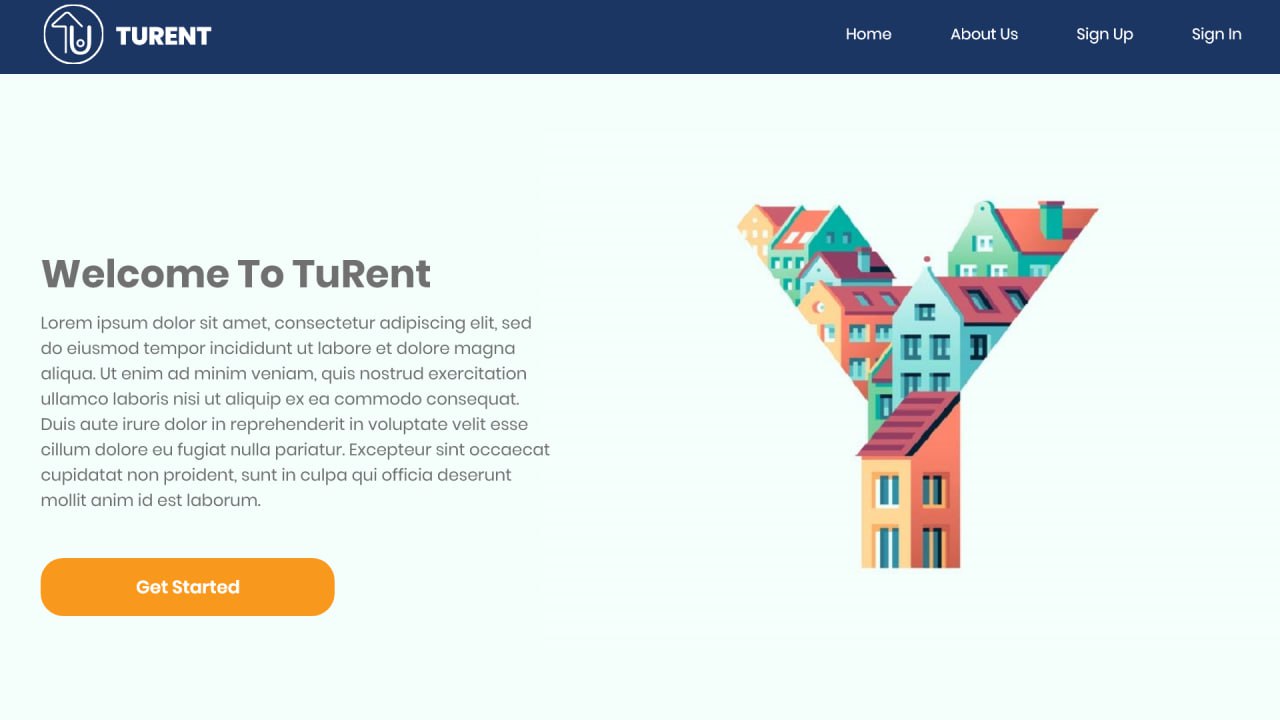 TURENT
Home
About Us
Sign Up
Sign In
Welcome To TuRent
Lorem ipsum dolor sit amet, consectetur adipiscing elit, sed
do eiusmod tempor incididunt ut labore et dolore magna
aliqua. Ut enim ad minim veniam, quis nostrud exercitation
ullamco laboris nisi ut aliquip ex ea commodo consequat.
Duis aute irure dolor in reprehenderit in voluptate velit esse
cillum dolore eu fugiat nulla pariatur. Excepteur sint occaecat
cupidatat non proident, sunt in culpa qui officia deserunt
mollit anim id est laborum.
Get Started
Y